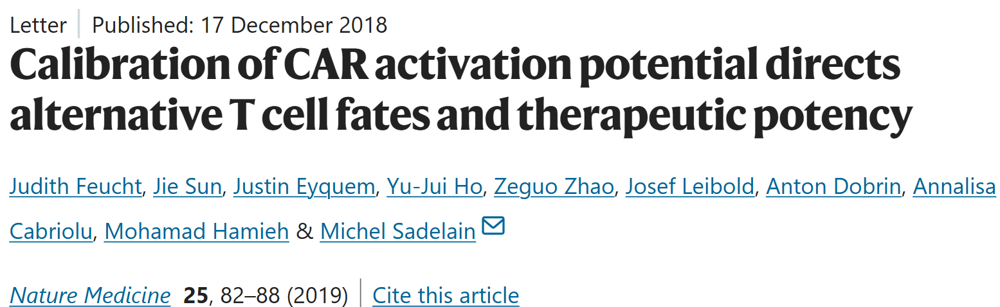 Letter | Published: 17 December 2018
Calibration of CAR activation potential directs
alternative T cell fates and therapeutic potency
Judith Feucht, Jie Sun, Justin Eyquem, Yu-Jui Ho, Zeguo Zhao, Josef Leibold, Anton Dobrin, Annalisa
Cabriolu, Mohamad Hamieh & Michel Sadelain
Nature Medicine 25, 82–88 (2019) | Cite this article